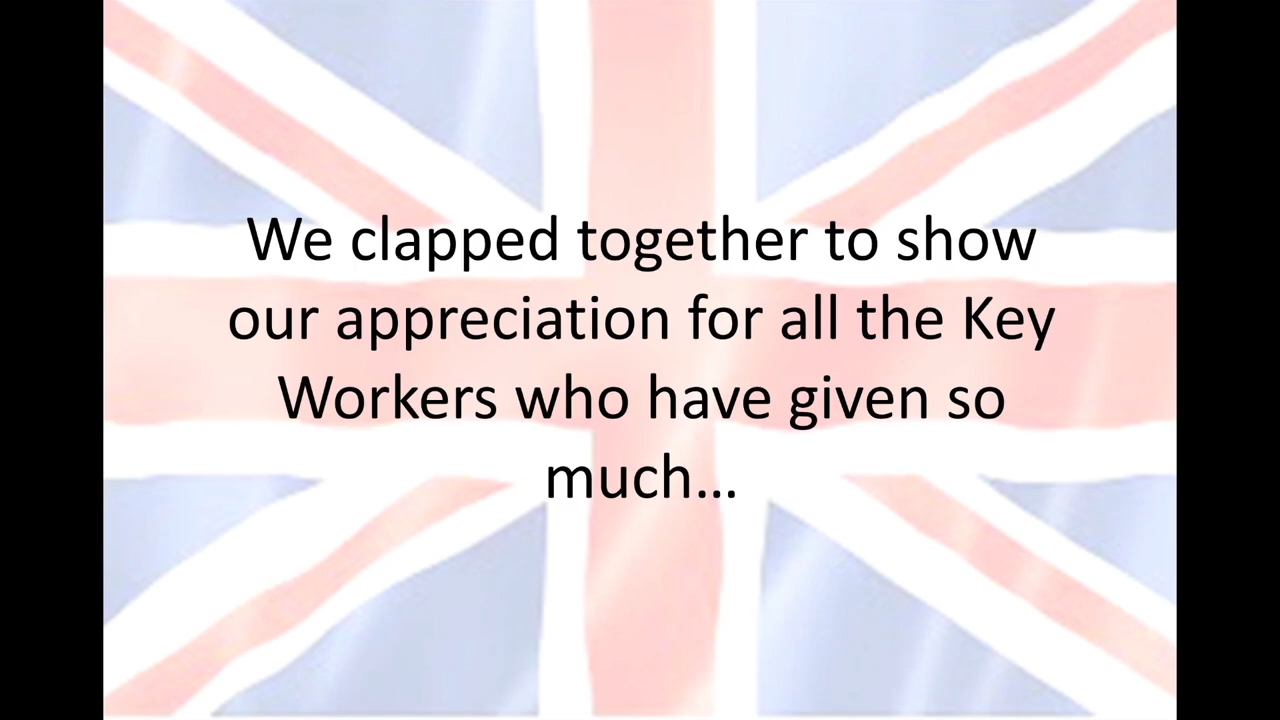 We clapped together to show
our appreciation for all the Key
Workers who have given so
much...